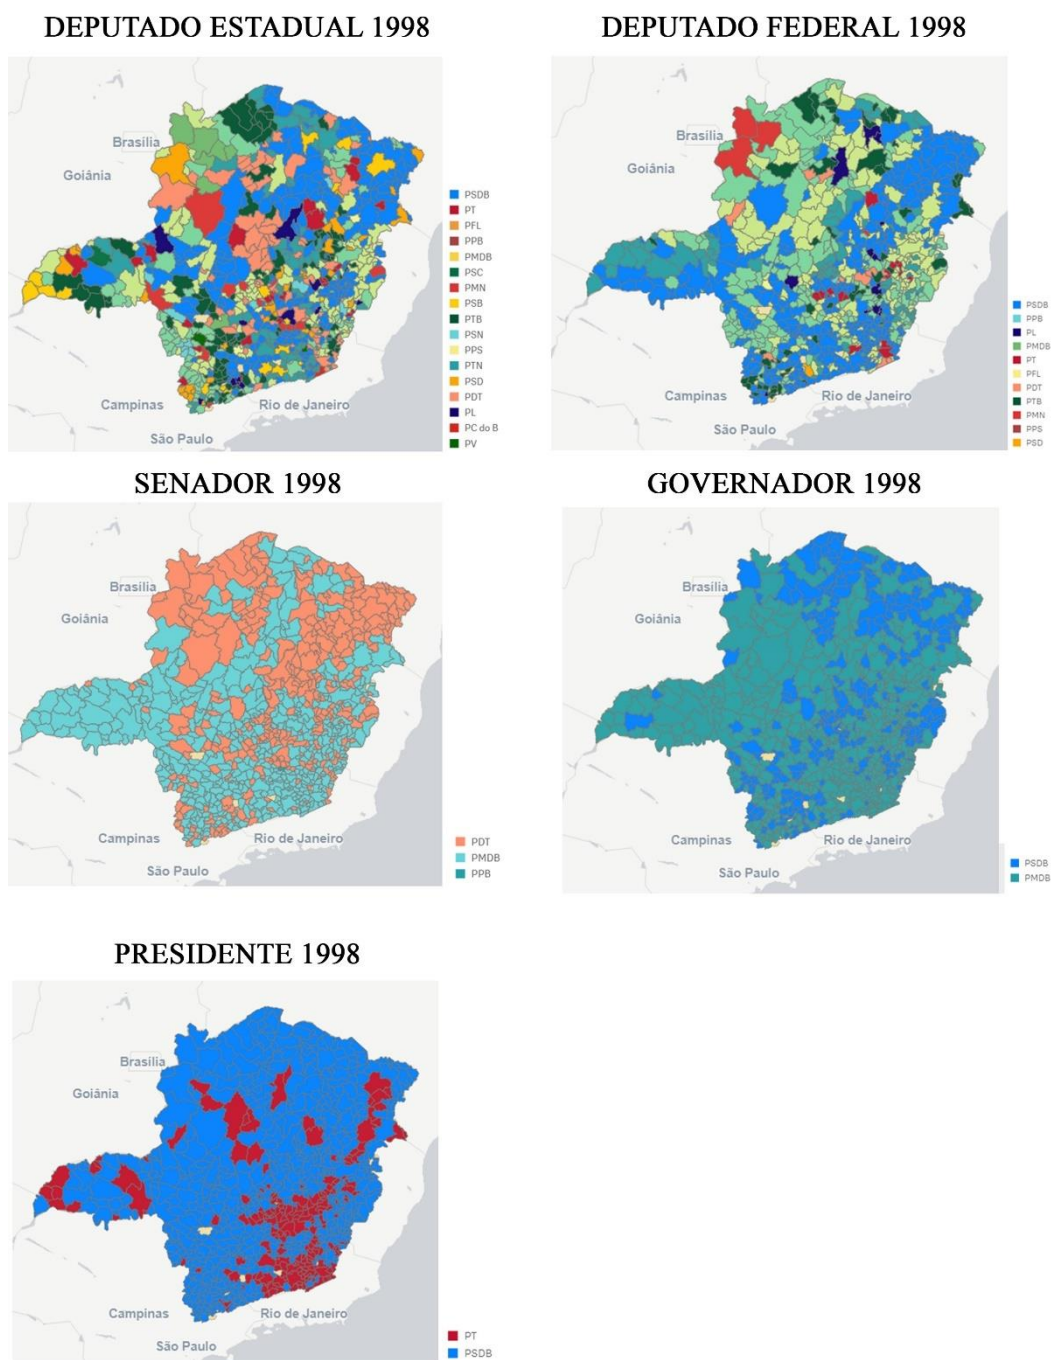 DEPUTADO ESTADUAL 1998
Brasília
Goiânia
Campinas
Rio de Janeiro
São Paulo
PSDB
PT
PFL
PPB
PMDB
PSC
PMN
PSB
PTB
PSN
PPS
PTN
PSD
PDT
PL
PC do B
PV
DEPUTADO FEDERAL 1998
Brasília
Goiânia
Campinas
Rio de Janeiro
São Paulo
PSDB
PPB
PL
PMDB
PT
PFL
PDT
PTB
PMN
PPS
PSD
SENADOR 1998
Brasília
Goiânia
Campinas
Rio de Janeiro
São Paulo
PDT
PMDB
PPB
GOVERNADOR 1998
Brasília
Goiânia
Campinas
Rio de Janeiro
São Paulo
PSDB
PMDB
PRESIDENTE 1998
Brasília
Goiânia
Campinas
Rio de Janeiro
São Paulo
PT
PSDB